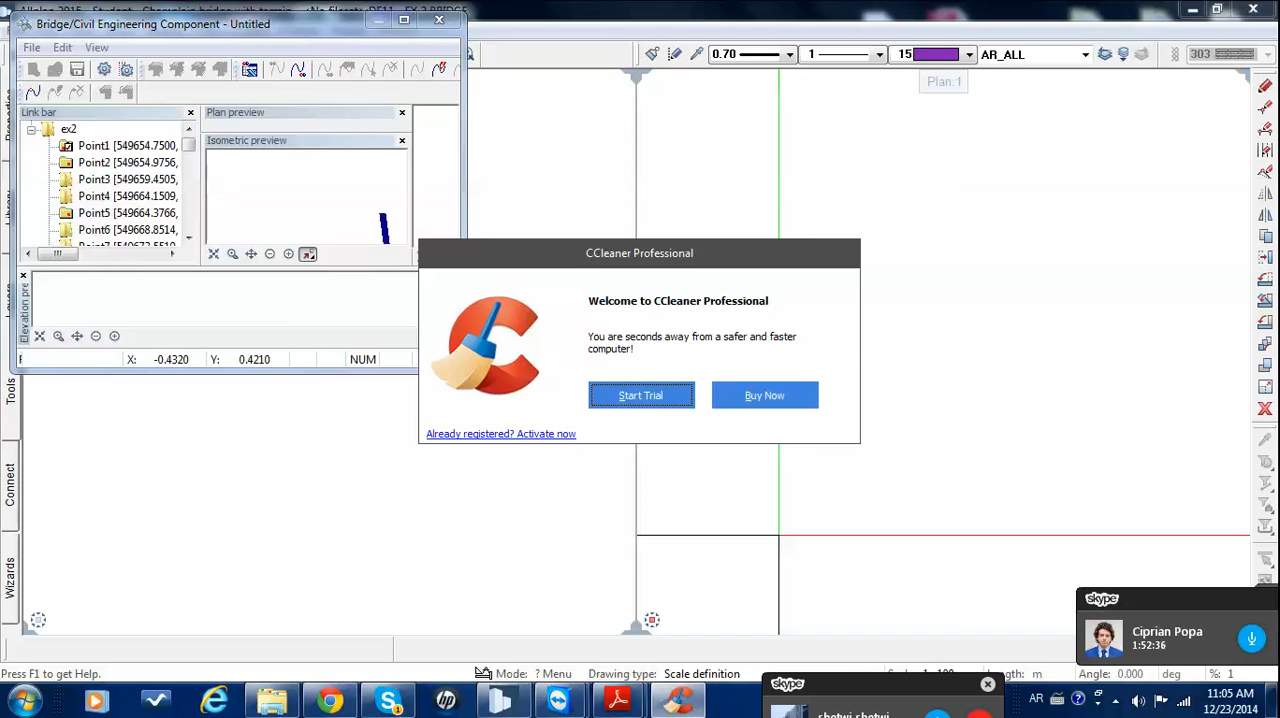 Bridge/Civil Engineering Component - Untitled
File Edit View
0.70 1 15 AR_ALL 303
Plan:1
Link bar
Plan preview
Isometric preview
ex2
Point1 [549654.7500,
Point2 [549654.9756,
Point3 [549659.4505,
Point4 [549664.1509,
Point5 [549664.3766,
Point6 [549668.8514,
Elevation pre
X: -0.4320 Y: 0.4210 NUM
CCleaner Professional
Welcome to CCleaner Professional
You are seconds away from a safer and faster
computer!
Start Trial
Buy Now
Already registered? Activate now
Tools
Connect
Wizards
skype
Ciprian Popa
1:52:36
Press F1 to get Help.
Mode: ? Menu
Drawing type: Scale definition
m
Angle: 0.000
%: 1
skype
AR
11:05 AM
12/23/2014